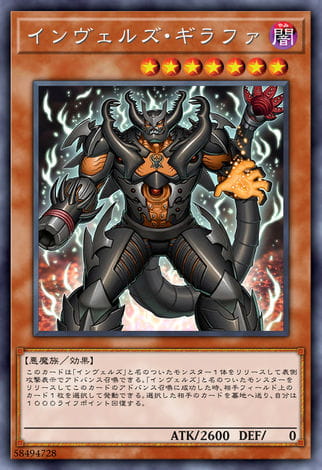 インヴェルズ・ギラファ
やみ
闇
【悪魔族／効果】
このカードは「インヴェルズ」と名のついたモンスター１体をリリースして表側
攻撃表示でアドバンス召喚できる。「インヴェルズ」と名のついたモンスターを
リリースしてこのカードのアドバンス召喚に成功した時、相手フィールド上の
カード１枚を選択して発動できる。選択した相手のカードを墓地へ送り、自分は
１０００ライフポイント回復する。
ATK/2600 DEF/ 0
58494728